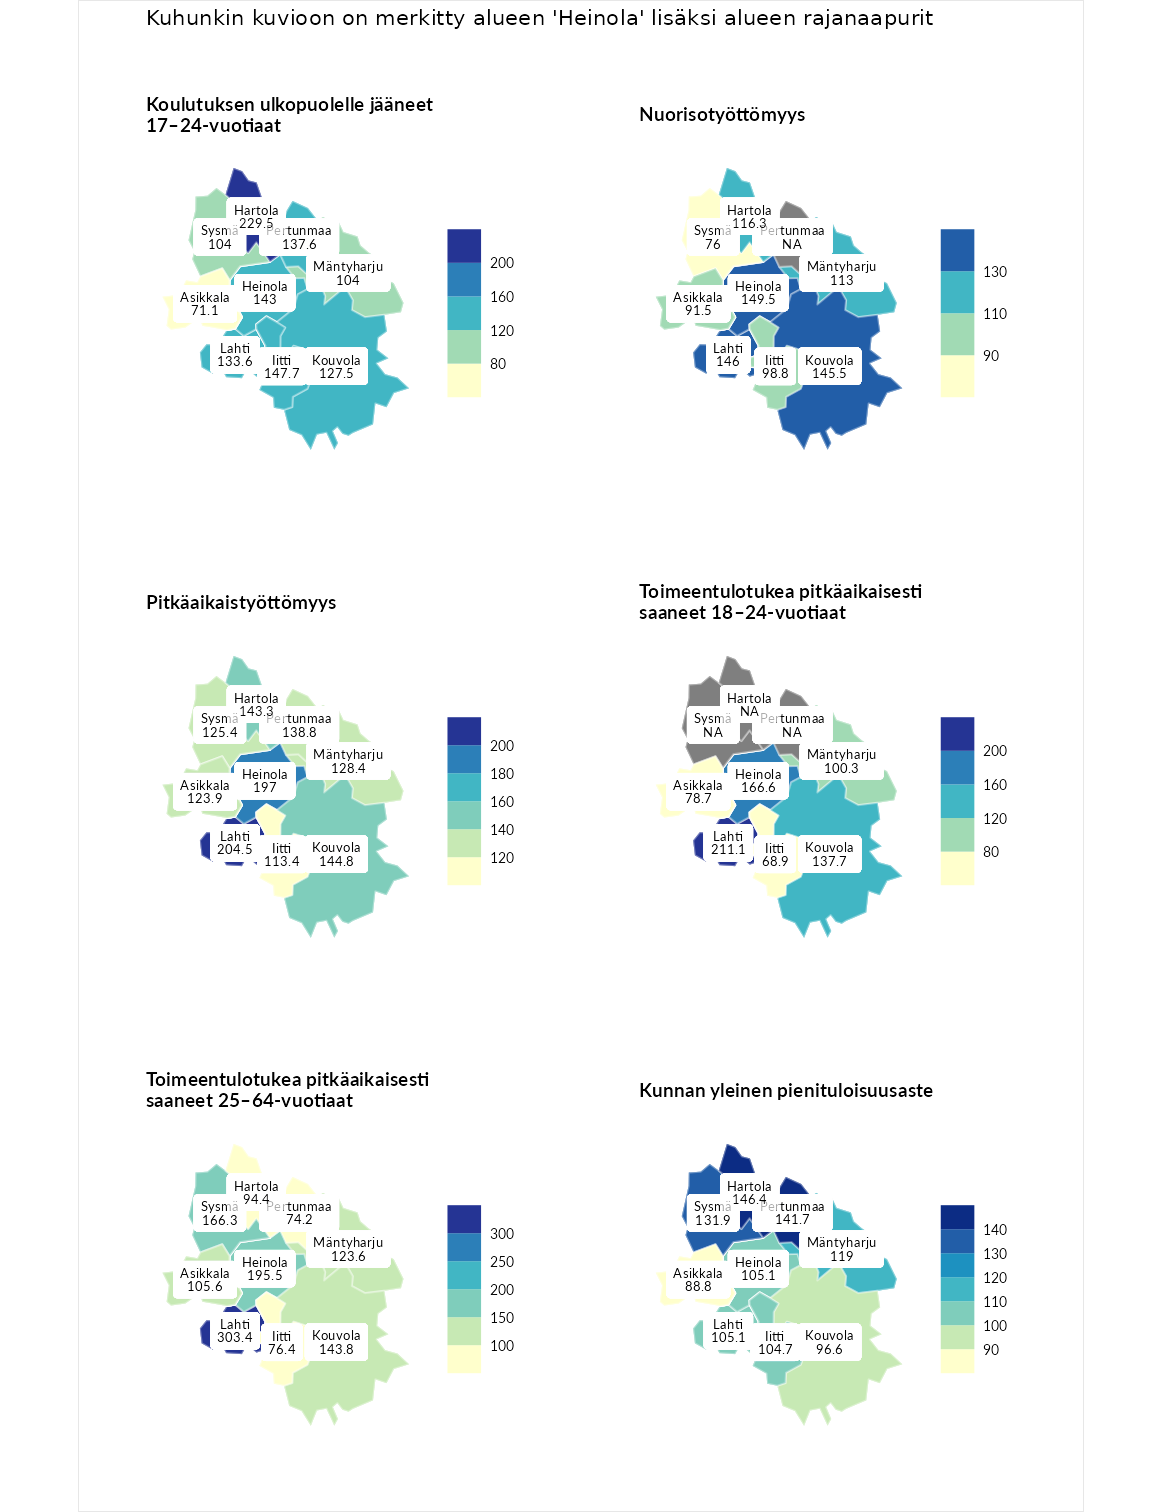 Kuhunkin kuvioon on merkitty alueen 'Heinola' lisäksi alueen rajanaapurit
Koulutuksen ulkopuolelle jääneet
17–24-vuotiaat
Hartola
229.5
Sysmä
104
Pertunmaa
137.6
Mäntyharju
104
Heinola
143
Asikkala
71.1
Lahti
133.6
Iitti
147.7
Kouvola
127.5
200
160
120
80
Nuorisotyöttömyys
Hartola
116.3
Sysmä
76
Pertunmaa
NA
Mäntyharju
113
Heinola
149.5
Asikkala
91.5
Lahti
146
Iitti
98.8
Kouvola
145.5
130
110
90
Pitkäaikaistyöttömyys
Hartola
143.3
Sysmä
125.4
Pertunmaa
138.8
Mäntyharju
128.4
Heinola
197
Asikkala
123.9
Lahti
204.5
Iitti
113.4
Kouvola
144.8
200
180
160
140
120
Toimeentulotukea pitkäaikaisesti
saaneet 18–24-vuotiaat
Hartola
NA
Sysmä
NA
Pertunmaa
NA
Mäntyharju
100.3
Heinola
166.6
Asikkala
78.7
Lahti
211.1
Iitti
68.9
Kouvola
137.7
200
160
120
80
Toimeentulotukea pitkäaikaisesti
saaneet 25–64-vuotiaat
Hartola
94.4
Sysmä
166.3
Pertunmaa
74.2
Mäntyharju
123.6
Heinola
195.5
Asikkala
105.6
Lahti
303.4
Iitti
76.4
Kouvola
143.8
300
250
200
150
100
Kunnan yleinen pienituloisuusaste
Hartola
146.4
Sysmä
131.9
Pertunmaa
141.7
Mäntyharju
119
Heinola
105.1
Asikkala
88.8
Lahti
105.1
Iitti
104.7
Kouvola
96.6
140
130
120
110
100
90